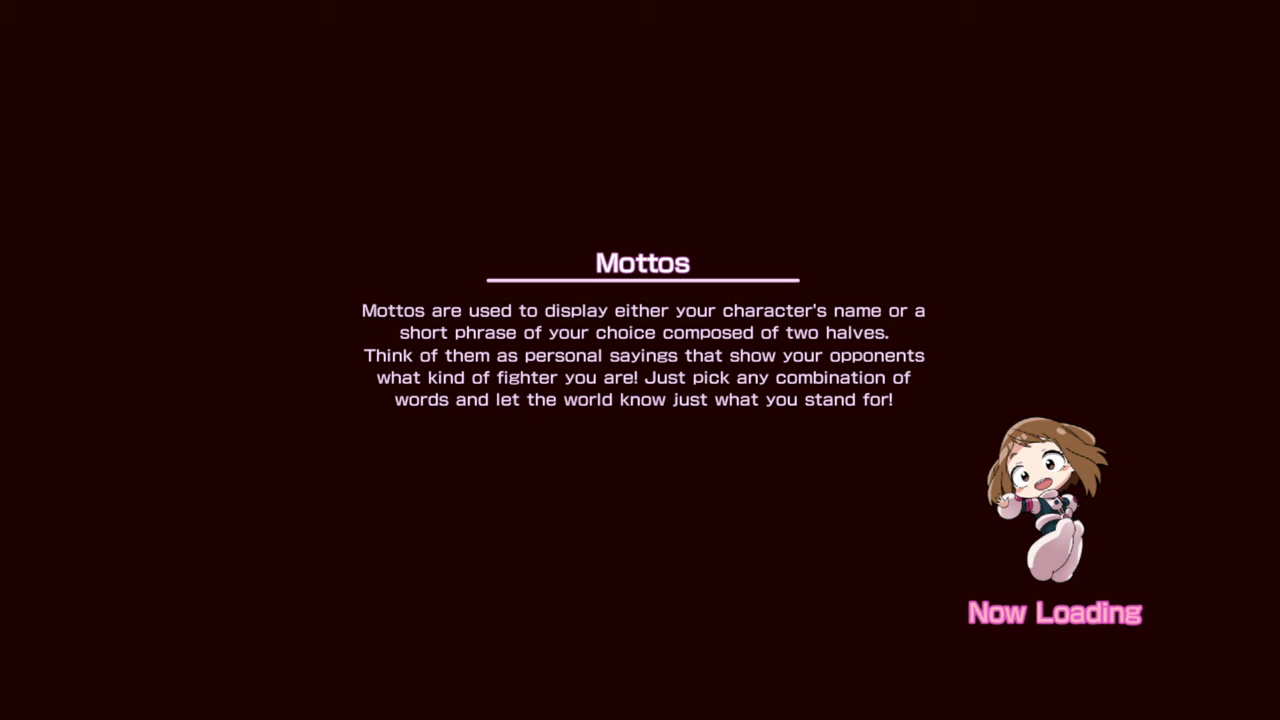 Mottos
Mottos are used to display either your character's name or a
short phrase of your choice composed of two halves.
Think of them as personal sayings that show your opponents
what kind of fighter you are! Just pick any combination of
words and let the world know just what you stand for!
Now Loading